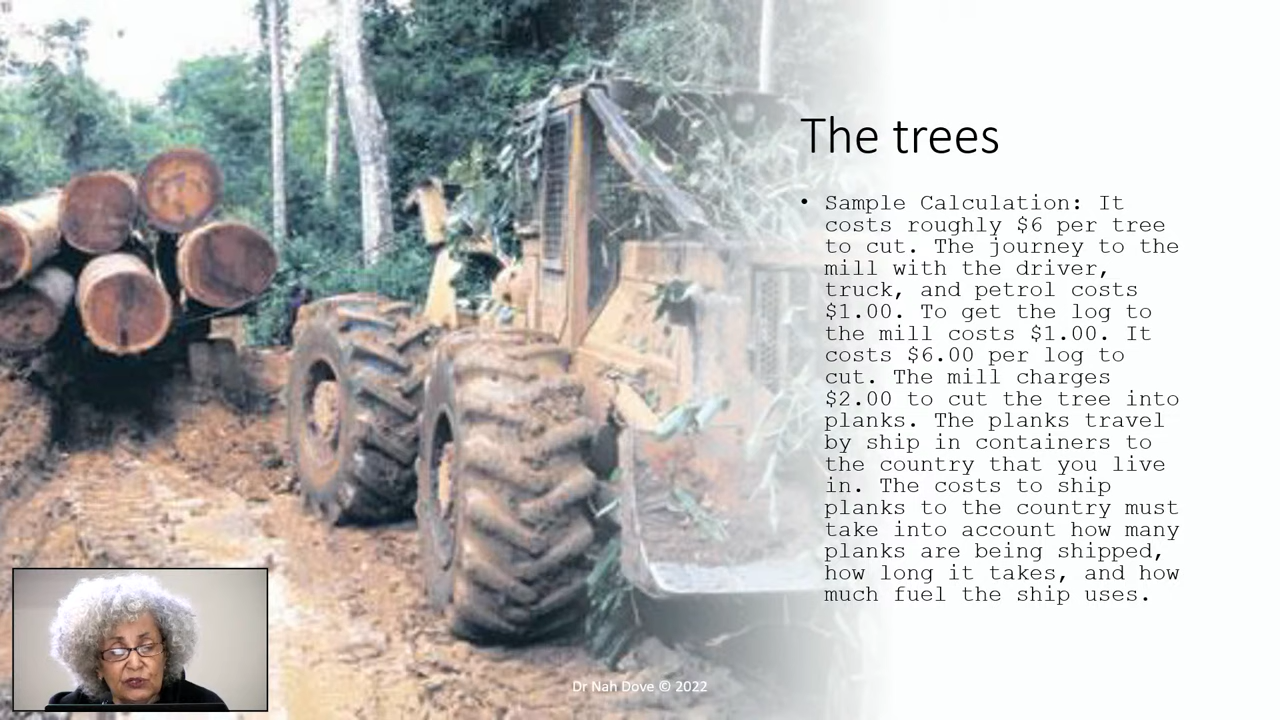 The trees
• Sample Calculation: It
costs roughly $6 per tree
to cut. The journey to the
mill with the driver,
truck, and petrol costs
$1.00. To get the log to
the mill costs $1.00. It
costs $6.00 per log to
cut. The mill charges
$2.00 to cut the tree into
planks. The planks travel
by ship in containers to
the country that you live
in. The costs to ship
planks to the country must
take into account how many
planks are being shipped,
how long it takes, and how
much fuel the ship uses.
Dr Nah Dove © 2022